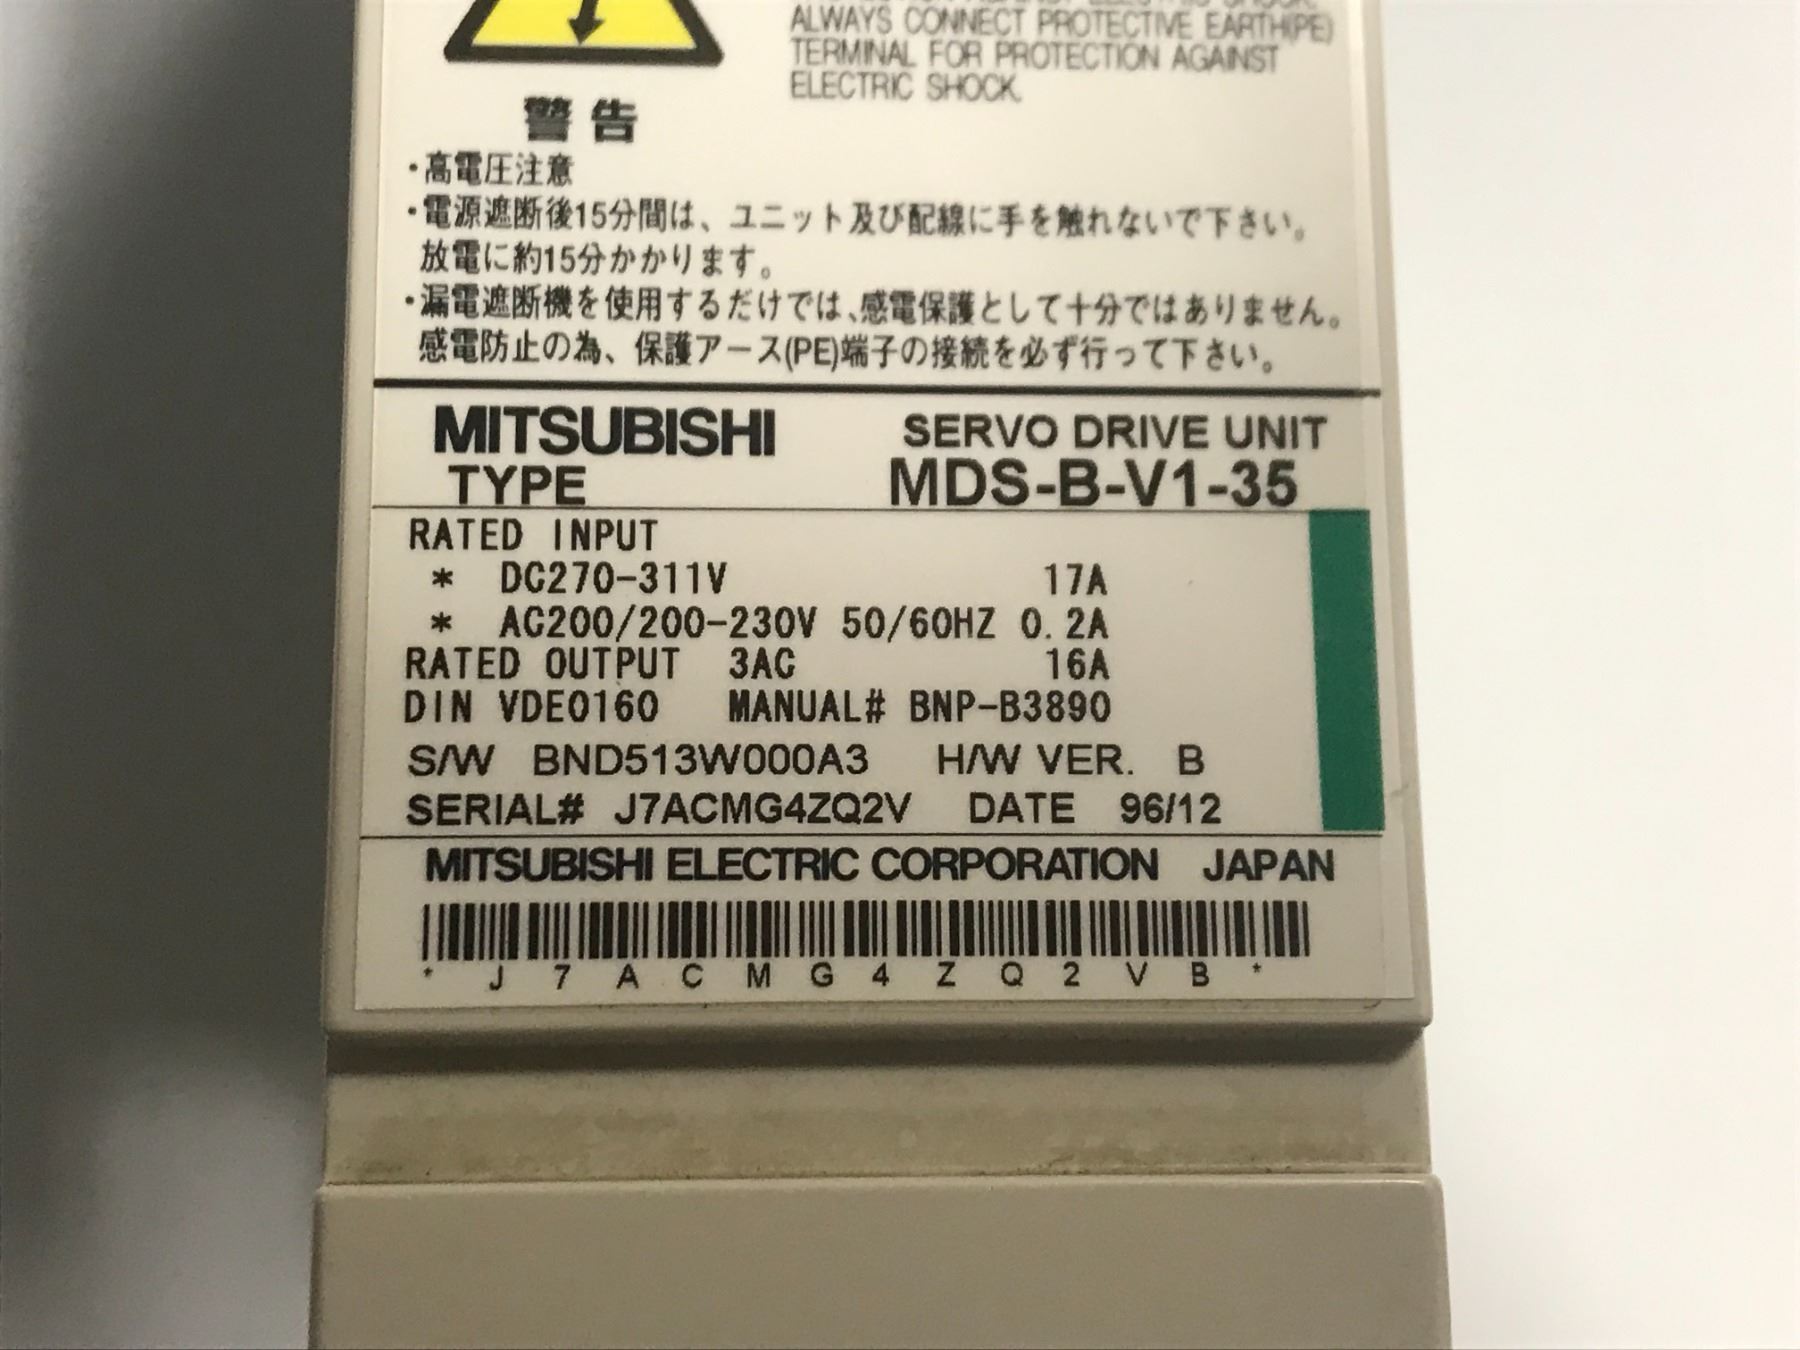 ALWAYS CONNECT PROTECTIVE EARTH(PE)
TERMINAL FOR PROTECTION AGAINST
ELECTRIC SHOCK.
警告
・高電圧注意
・電源遮断後15分間は、ユニット及び配線に手を触れないで下さい。
放電に約15分かかります。
・漏電遮断機を使用するだけでは、感電保護として十分ではありません。
感電防止の為、保護アース(PE)端子の接続を必ず行って下さい。
MITSUBISHI SERVO DRIVE UNIT
TYPE MDS-B-V1-35
RATED INPUT
* DC270-311V 17A
* AC200/200-230V 50/60HZ 0.2A
RATED OUTPUT 3AC 16A
DIN VDE0160 MANUAL# BNP-B3890
S/W BND513W000A3 H/W VER. B
SERIAL# J7ACMG4ZQ2V DATE 96/12
MITSUBISHI ELECTRIC CORPORATION JAPAN
* J 7 A C M G 4 Z Q 2 V B *